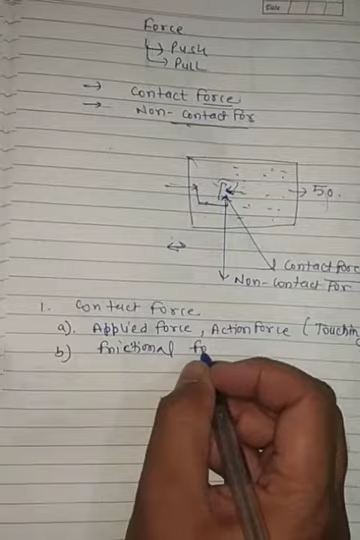 Date
Force
→ Push
→ Pull
→ Contact force
→ Non-contact for
→ 50.
Contact forc
Non-contact For
1. Contact force
a). Applied force, Action force (Touchin
b) frictional fo